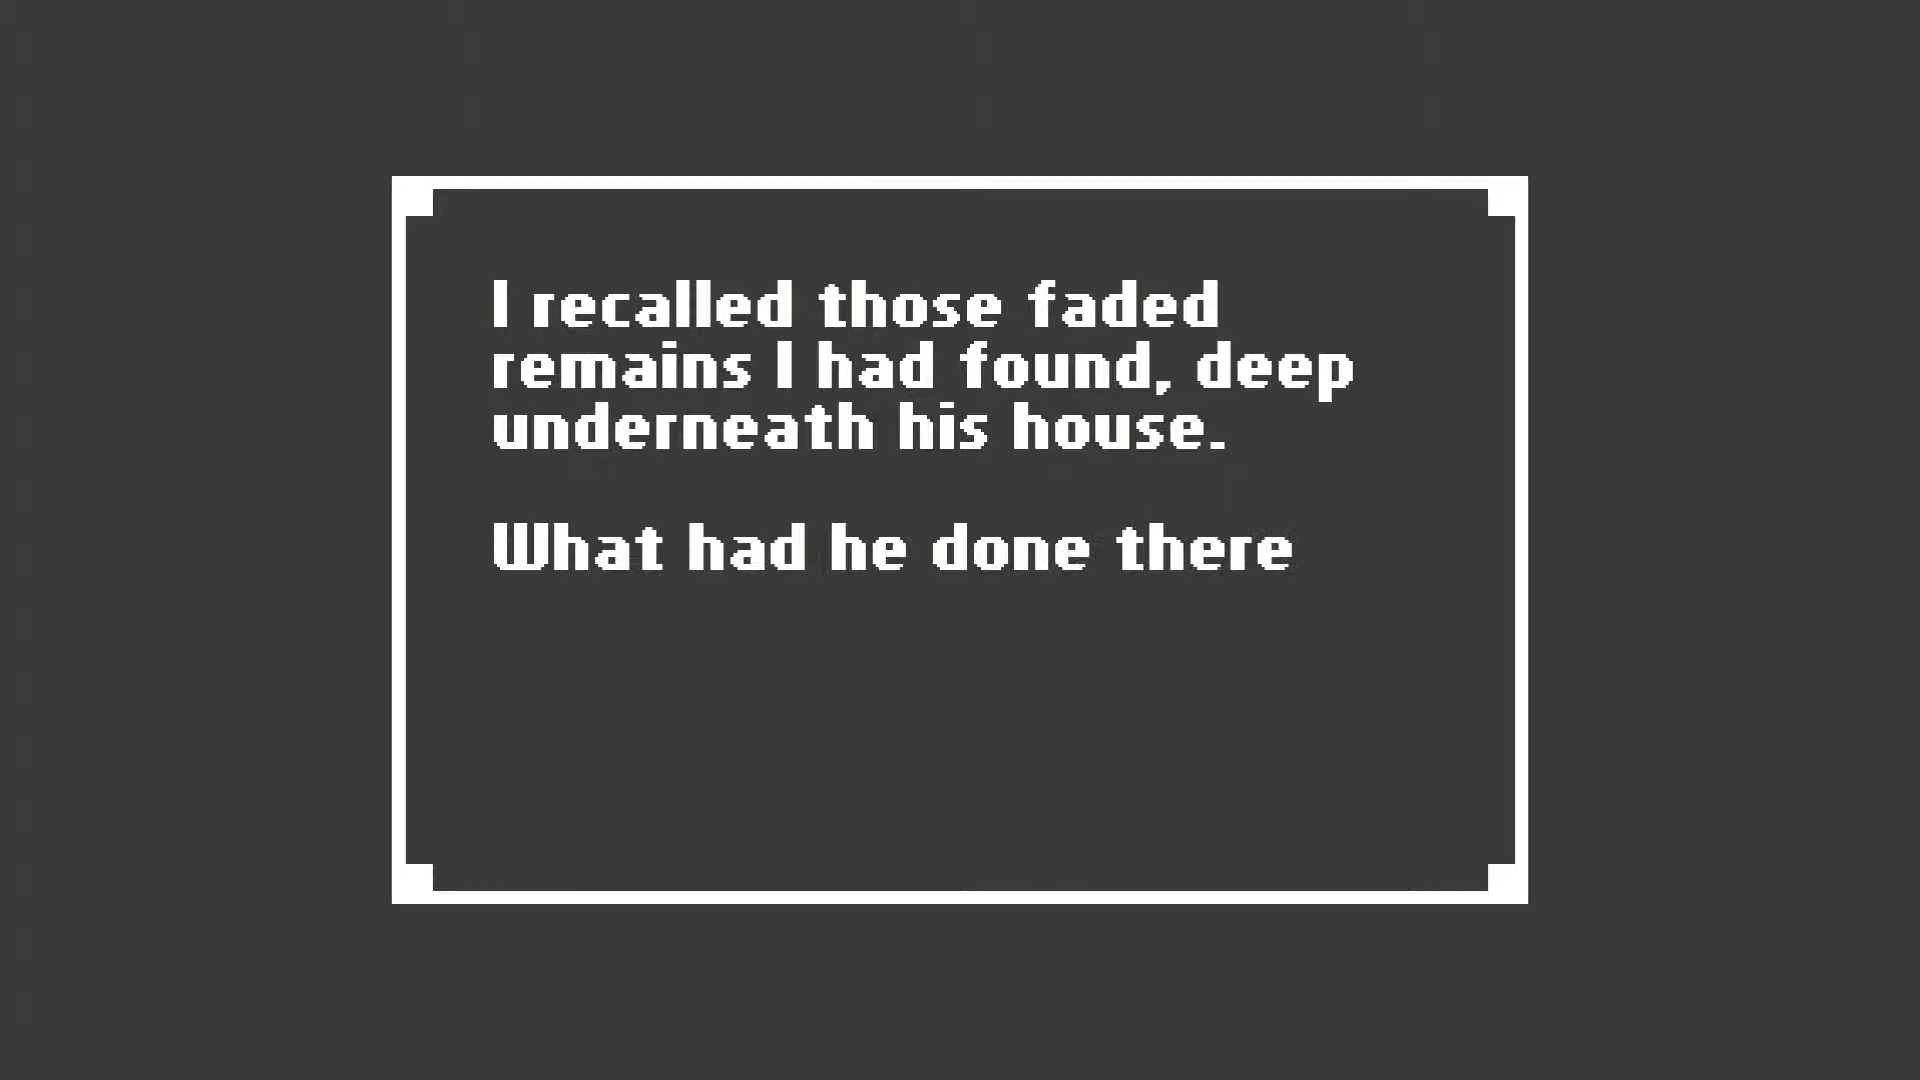 I recalled those faded
remains I had found, deep
underneath his house.
What had he done there